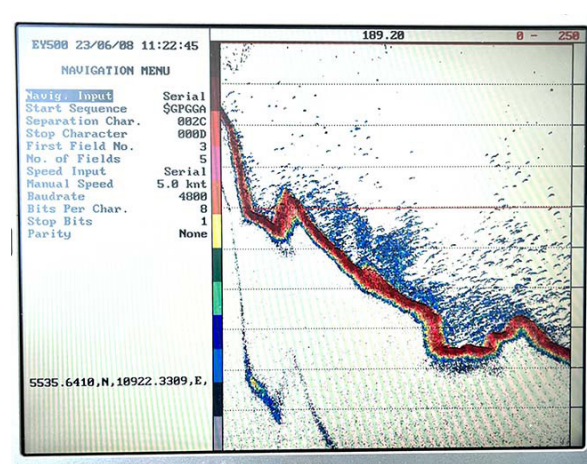 189.20 0 - 250
EY500 23/06/08 11:22:45
NAVIGATION MENU
Navig. Input Serial
Start Sequence $GPGGA
Separation Char. 002C
Stop Character 000D
First Field No. 3
No. of Fields 5
Speed Input Serial
Manual Speed 5.0 knt
Baudrate 4800
Bits Per Char. 8
Stop Bits 1
Parity None
5535.6410,N,10922.3309,E,